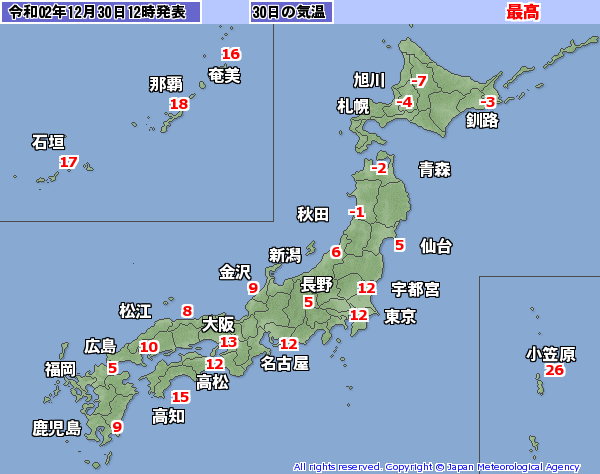 令和02年12月30日12時発表
30日の気温
最高
16
奄美
那覇
18
石垣
17
旭川
-7
札幌
-4
-3
釧路
青森
-2
秋田
-1
仙台
5
新潟
6
金沢
9
長野
5
宇都宮
12
東京
12
松江
8
大阪
13
名古屋
12
広島
10
福岡
5
高松
12
高知
15
鹿児島
9
小笠原
26
All rights reserved. Copyright © Japan Meteorological Agency